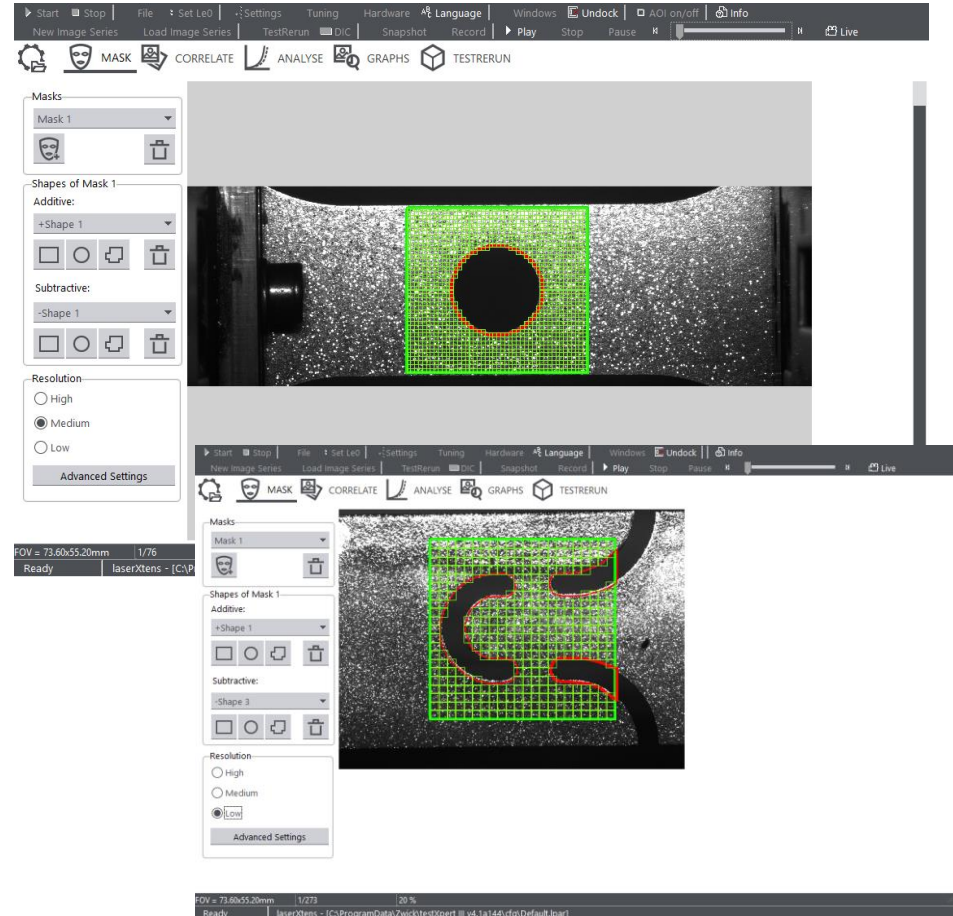 Start Stop File Set Le0 Settings Tuning Hardware Language Windows Undock AOI on/off Info
New Image Series Load Image Series TestRerun DIC Snapshot Record Play Stop Pause Live
MASK CORRELATE ANALYSE GRAPHS TESTRERUN
Masks
Mask 1
Shapes of Mask 1
Additive:
+Shape 1
Subtractive:
-Shape 1
Resolution
High
Medium
Low
Advanced Settings
FOV = 73.60x55.20mm 1/76
Ready laserXtens - [C:\P
Start Stop File Set Le0 Settings Tuning Hardware Language Windows Undock Info
New Image Series Load Image Series TestRerun DIC Snapshot Record Play Stop Pause Live
MASK CORRELATE ANALYSE GRAPHS TESTRERUN
Masks
Mask 1
Shapes of Mask 1
Additive:
+Shape 1
Subtractive:
-Shape 3
Resolution
High
Medium
Low
Advanced Settings
FOV = 73.60x55.20mm 1/273 20 %
Ready laserXtens - [C:\ProgramData\Zwick\testXpert III v4.1a144\cfg\Default.lpar]